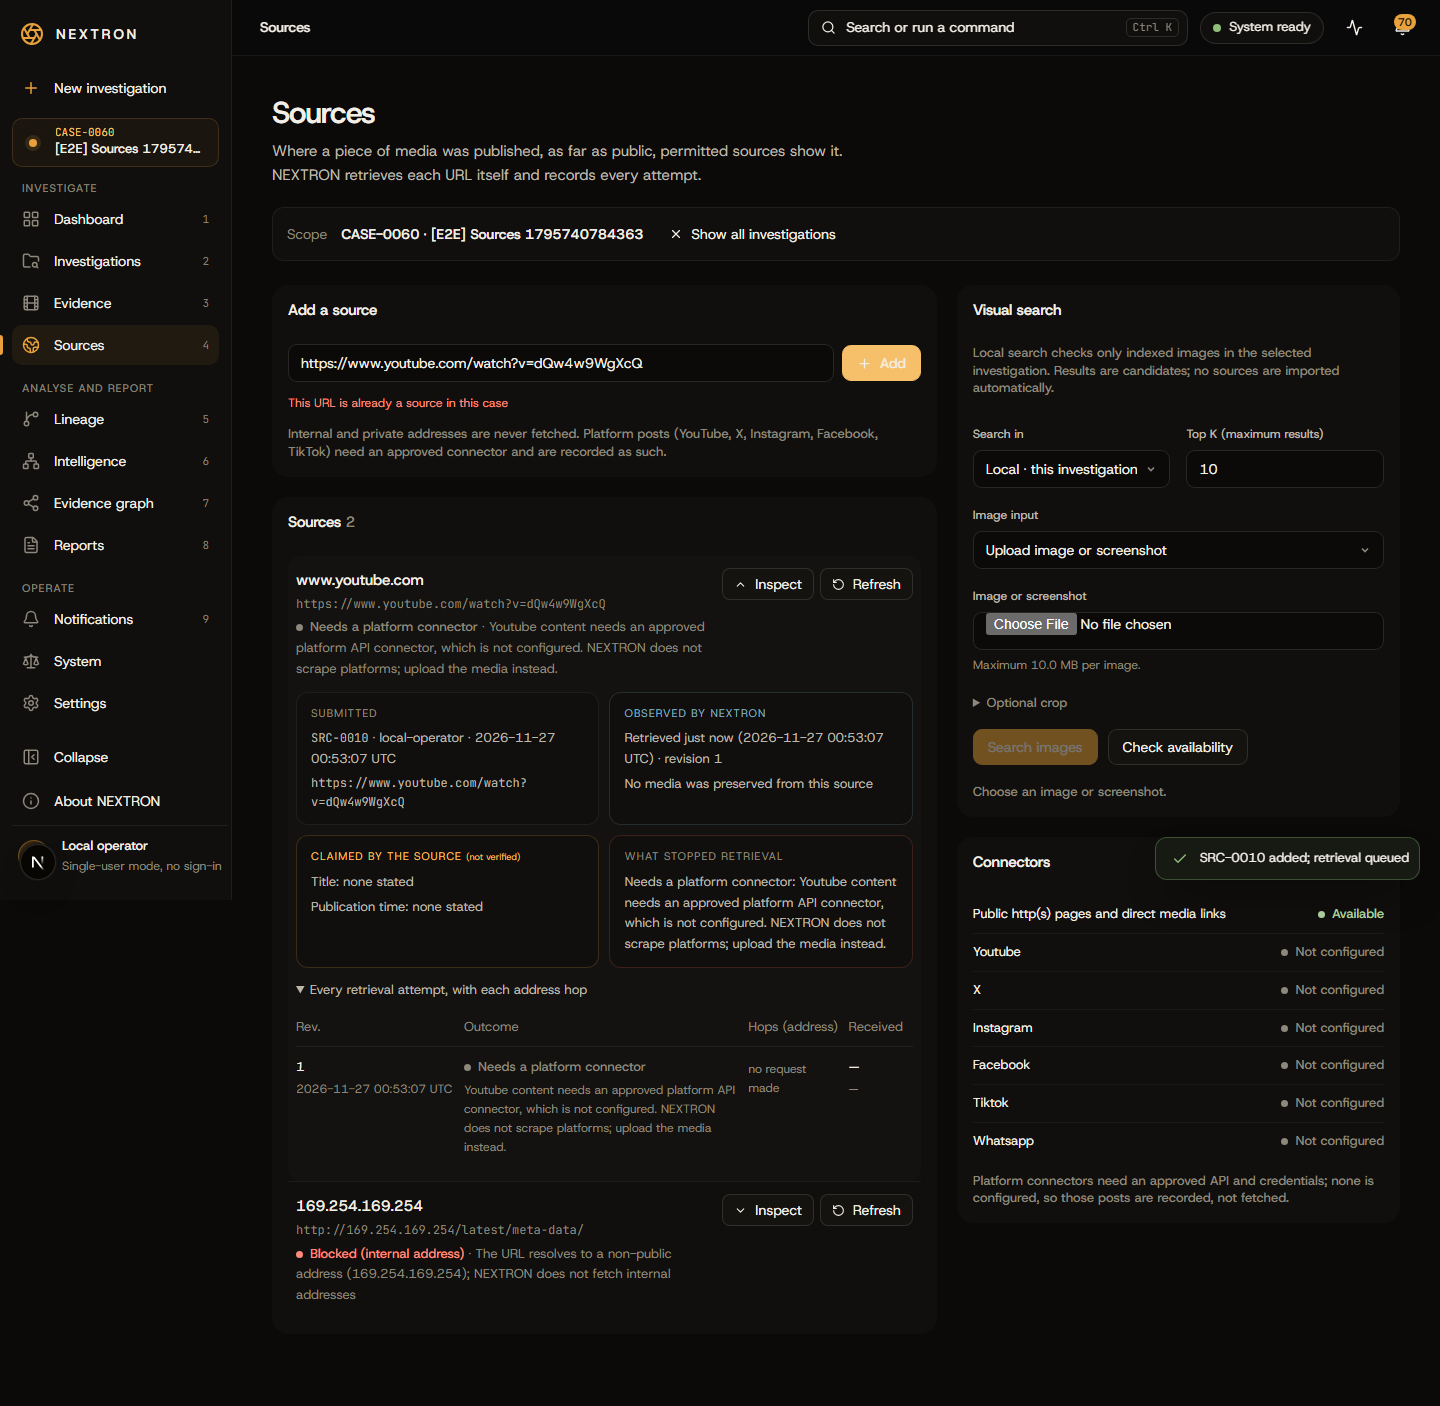 NEXTRON
Sources
Search or run a command
Ctrl K
System ready
70
New investigation
CASE-0060
[E2E] Sources 179574…
INVESTIGATE
Dashboard 1
Investigations 2
Evidence 3
Sources 4
ANALYSE AND REPORT
Lineage 5
Intelligence 6
Evidence graph 7
Reports 8
OPERATE
Notifications 9
System
Settings
Collapse
About NEXTRON
N
Local operator
Single-user mode, no sign-in
Sources
Where a piece of media was published, as far as public, permitted sources show it.
NEXTRON retrieves each URL itself and records every attempt.
Scope CASE-0060 · [E2E] Sources 1795740784363 Show all investigations
Add a source
https://www.youtube.com/watch?v=dQw4w9WgXcQ
Add
This URL is already a source in this case
Internal and private addresses are never fetched. Platform posts (YouTube, X, Instagram, Facebook,
TikTok) need an approved connector and are recorded as such.
Sources 2
www.youtube.com
Inspect
Refresh
https://www.youtube.com/watch?v=dQw4w9WgXcQ
Needs a platform connector · Youtube content needs an approved
platform API connector, which is not configured. NEXTRON does not
scrape platforms; upload the media instead.
SUBMITTED
SRC-0010 · local-operator · 2026-11-27
00:53:07 UTC
https://www.youtube.com/watch?
v=dQw4w9WgXcQ
OBSERVED BY NEXTRON
Retrieved just now (2026-11-27 00:53:07
UTC) · revision 1
No media was preserved from this source
CLAIMED BY THE SOURCE (not verified)
Title: none stated
Publication time: none stated
WHAT STOPPED RETRIEVAL
Needs a platform connector: Youtube content
needs an approved platform API connector,
which is not configured. NEXTRON does not
scrape platforms; upload the media instead.
Every retrieval attempt, with each address hop
Rev. Outcome Hops (address) Received
1
2026-11-27 00:53:07 UTC
Needs a platform connector
Youtube content needs an approved platform API
connector, which is not configured. NEXTRON
does not scrape platforms; upload the media
instead.
no request
made
—
—
169.254.169.254
Inspect
Refresh
http://169.254.169.254/latest/meta-data/
Blocked (internal address) · The URL resolves to a non-public
address (169.254.169.254); NEXTRON does not fetch internal
addresses
Visual search
Local search checks only indexed images in the selected
investigation. Results are candidates; no sources are imported
automatically.
Search in
Local · this investigation
Top K (maximum results)
10
Image input
Upload image or screenshot
Image or screenshot
Choose File No file chosen
Maximum 10.0 MB per image.
Optional crop
Search images
Check availability
Choose an image or screenshot.
Connectors
SRC-0010 added; retrieval queued
Public http(s) pages and direct media links Available
Youtube Not configured
X Not configured
Instagram Not configured
Facebook Not configured
Tiktok Not configured
Whatsapp Not configured
Platform connectors need an approved API and credentials; none is
configured, so those posts are recorded, not fetched.